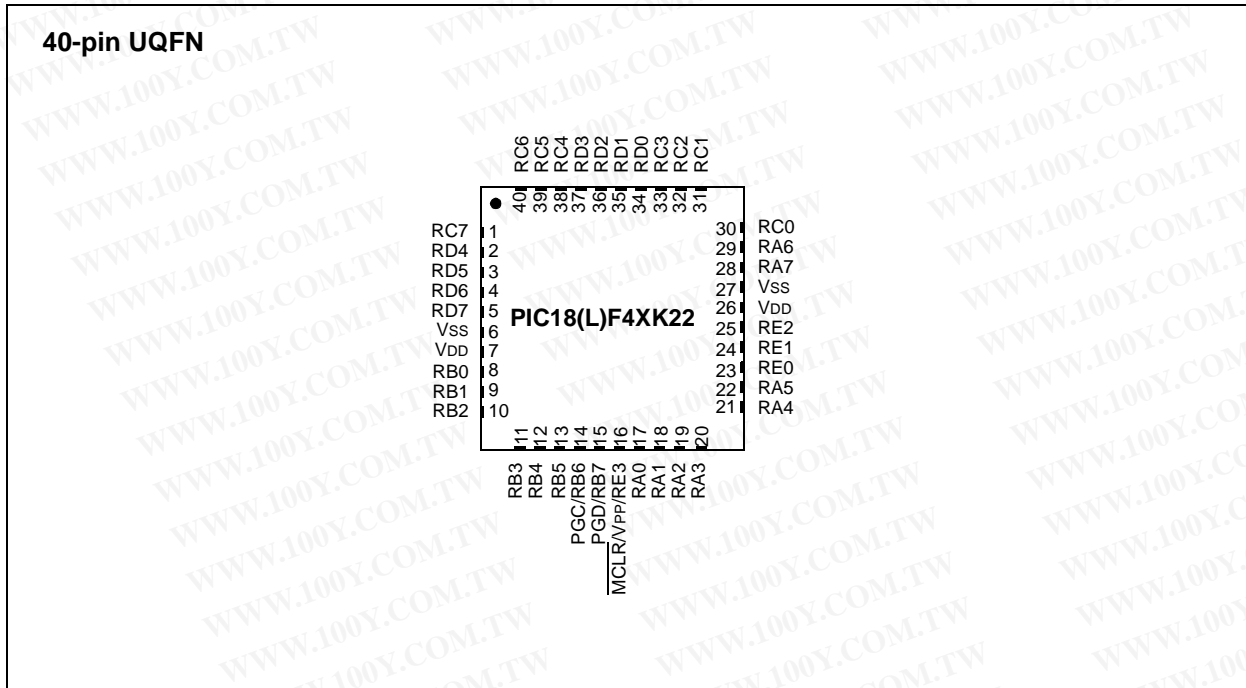 40-pin UQFN
RC6
RC5
RC4
RD3
RD2
RD1
RD0
RC3
RC2
RC1
40
39
38
37
36
35
34
33
32
31
RC7 1
RD4 2
RD5 3
RD6 4
RD7 5
VSS 6
VDD 7
RB0 8
RB1 9
RB2 10
PIC18(L)F4XK22
30 RC0
29 RA6
28 RA7
27 VSS
26 VDD
25 RE2
24 RE1
23 RE0
22 RA5
21 RA4
11
12
13
14
15
16
17
18
19
20
RB3
RB4
RB5
PGC/RB6
PGD/RB7
MCLR/VPP/RE3
RA0
RA1
RA2
RA3
WWW.100Y.COM.TW